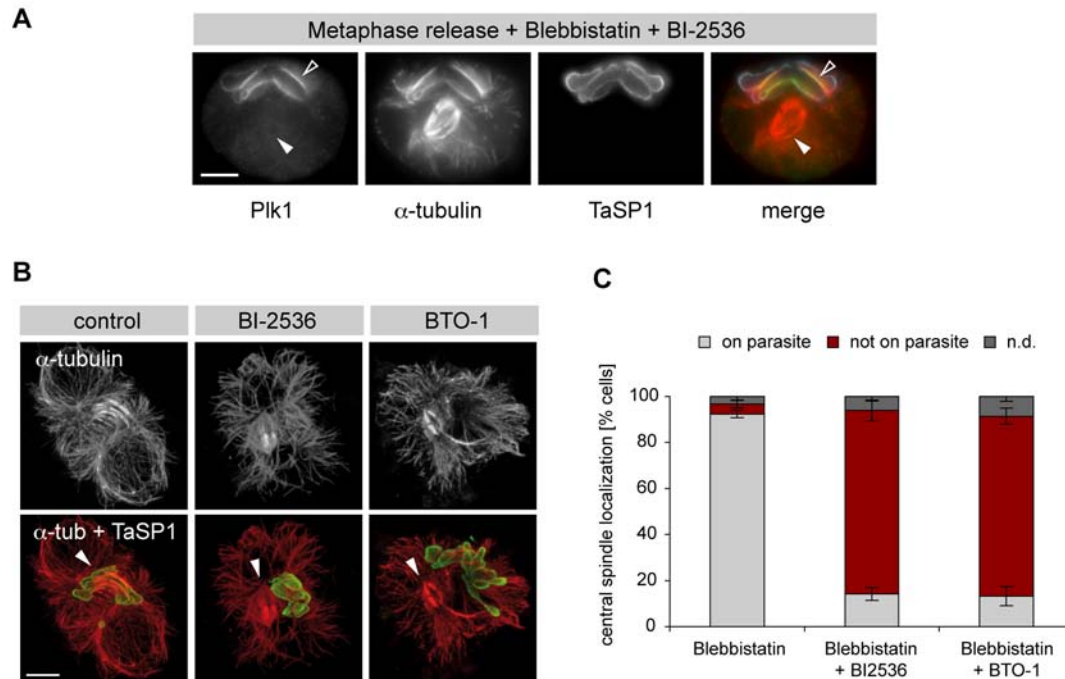 A
Metaphase release + Blebbistatin + BI-2536
Plk1
α-tubulin
TaSP1
merge
B
control
BI-2536
BTO-1
α-tubulin
α-tub + TaSP1
C
on parasite
not on parasite
n.d.
central spindle localization [% cells]
100
80
60
40
20
0
Blebbistatin
Blebbistatin
+ BI2536
Blebbistatin
+ BTO-1